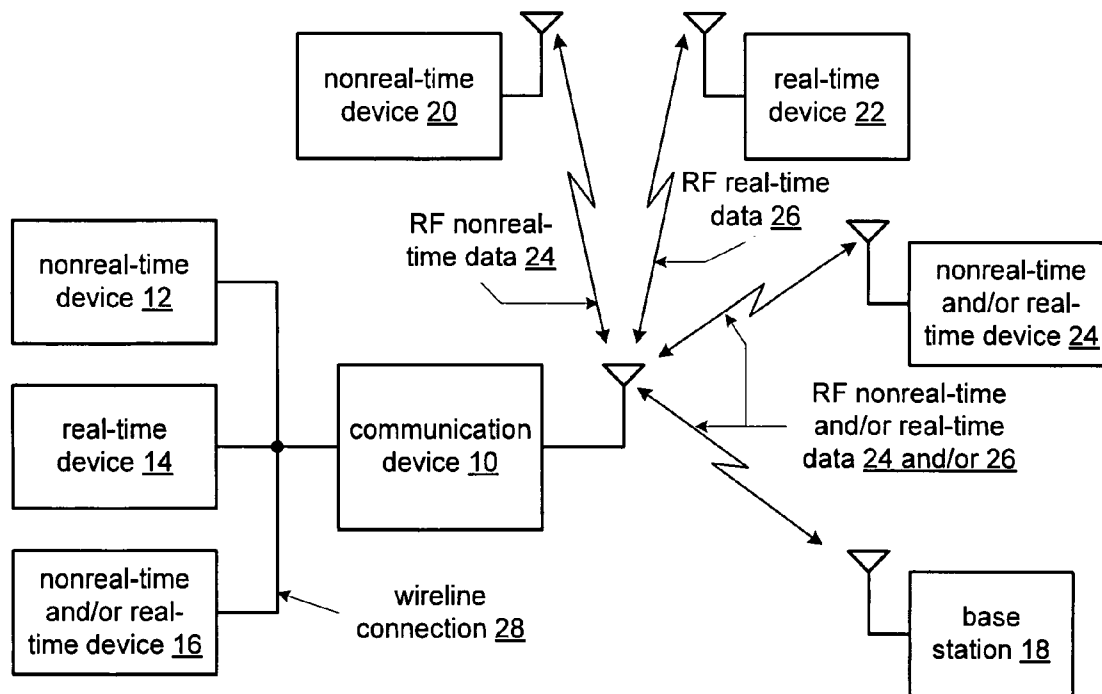 nonreal-time
device 20
real-time
device 22
RF nonreal-
time data 24
RF real-time
data 26
nonreal-time
device 12
nonreal-time
and/or real-
time device 24
real-time
device 14
communication
device 10
RF nonreal-time
and/or real-time
data 24 and/or 26
nonreal-time
and/or real-
time device 16
wireline
connection 28
base
station 18